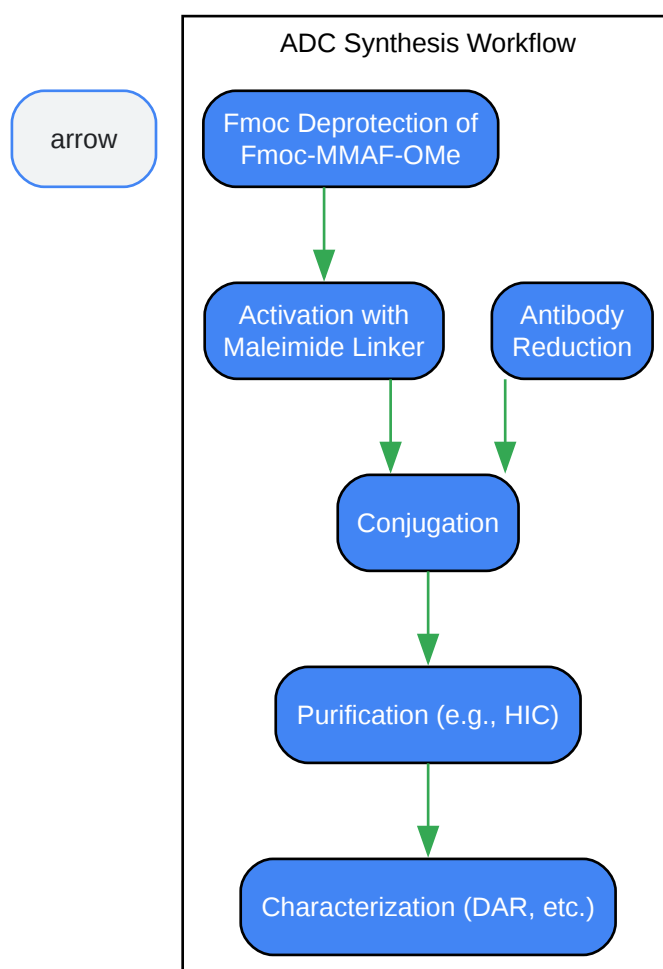 ADC Synthesis Workflow
arrow
Fmoc Deprotection of
Fmoc-MMAF-OMe
Activation with
Maleimide Linker
Antibody
Reduction
Conjugation
Purification (e.g., HIC)
Characterization (DAR, etc.)